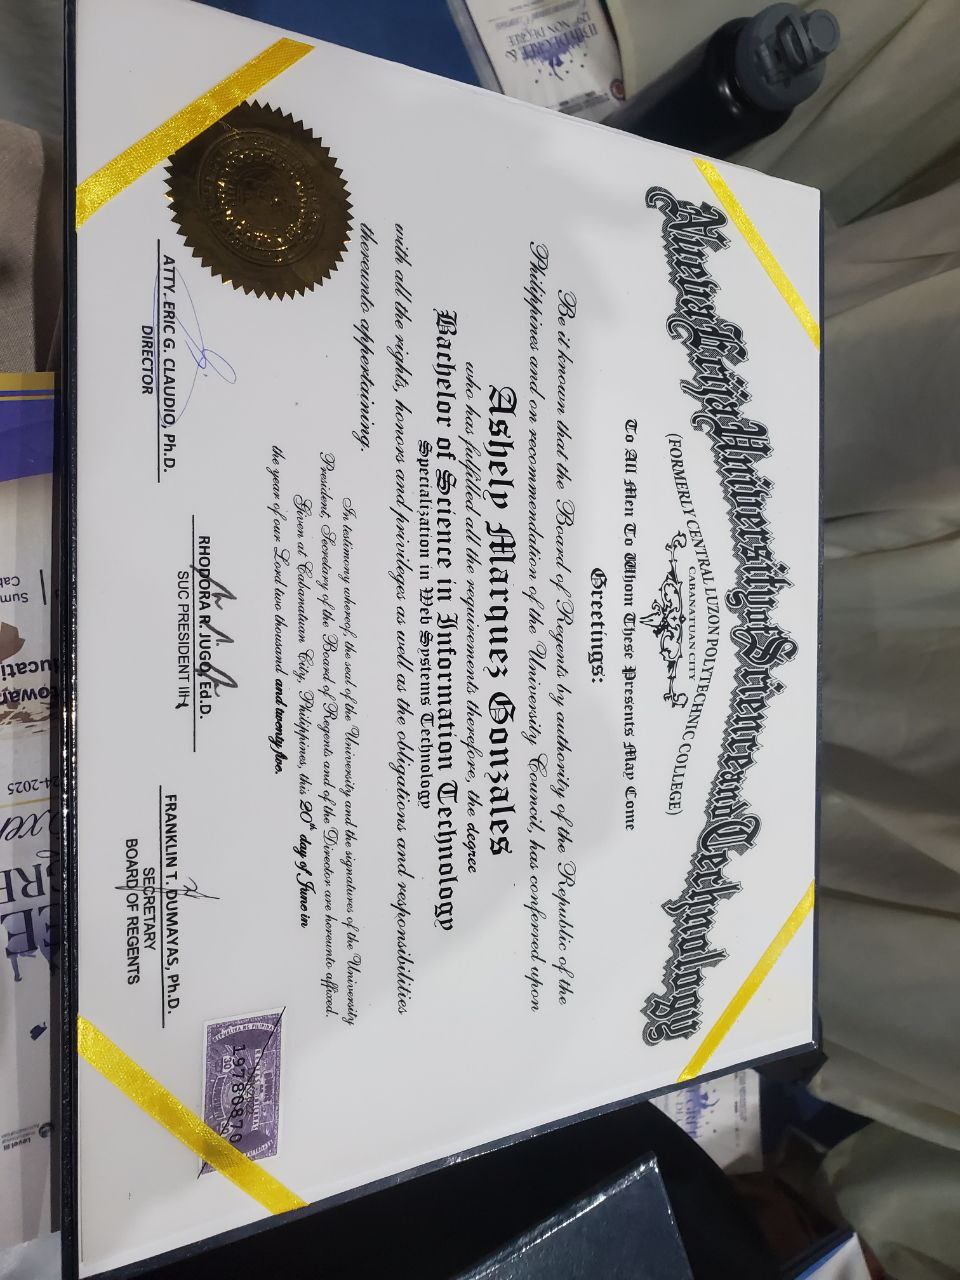 Nueva Ecija University of Science and Technology
(FORMERLY CENTRAL LUZON POLYTECHNIC COLLEGE)
CABANATUAN CITY
To All Men To Whom These Presents May Come
Greetings:
Be it known that the Board of Regents by authority of the Republic of the
Philippines and on recommendation of the University Council, has conferred upon
Ashely Marquez Gonzales
who has fulfilled all the requirements therefore, the degree
Bachelor of Science in Information Technology
Specialization in Web Systems Technology
with all the rights, honors and privileges as well as the obligations and responsibilities
thereunto appertaining.
In testimony whereof, the seal of the University and the signatures of the University
President, Secretary of the Board of Regents and of the Director are hereunto affixed.
Given at Cabanatuan City, Philippines, this 20th day of June in
the year of our Lord two thousand and twenty five.
ATTY. ERIC G. CLAUDIO, Ph.D.
DIRECTOR
RHODORA R. JUGO, Ed.D.
SUC PRESIDENT III
FRANKLIN T. DUMAYAS, Ph.D.
SECRETARY
BOARD OF REGENTS
19780870